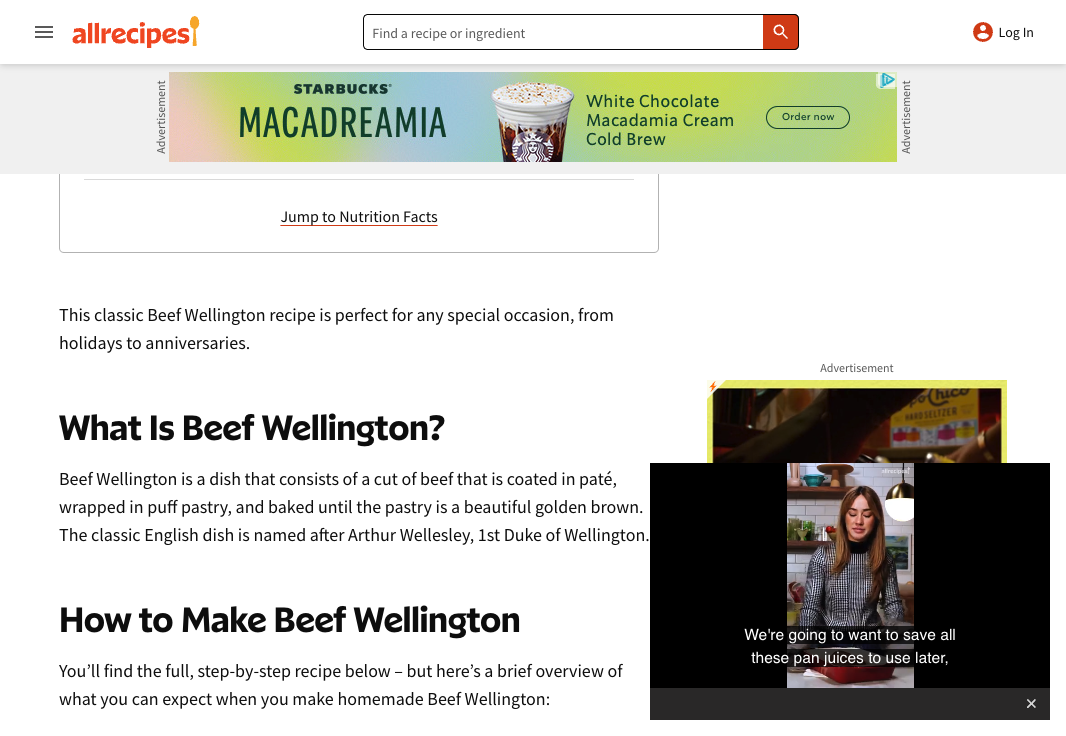 allrecipes
Find a recipe or ingredient
Log In
Advertisement
STARBUCKS®
MACADREAMIA
White Chocolate
Macadamia Cream
Cold Brew
Order now
Advertisement
Jump to Nutrition Facts
This classic Beef Wellington recipe is perfect for any special occasion, from
holidays to anniversaries.
Advertisement
HARD SELTZER
What Is Beef Wellington?
Beef Wellington is a dish that consists of a cut of beef that is coated in paté,
wrapped in puff pastry, and baked until the pastry is a beautiful golden brown.
The classic English dish is named after Arthur Wellesley, 1st Duke of Wellington.
allrecipes
We're going to want to save all
these pan juices to use later,
How to Make Beef Wellington
You’ll find the full, step-by-step recipe below – but here’s a brief overview of
what you can expect when you make homemade Beef Wellington: